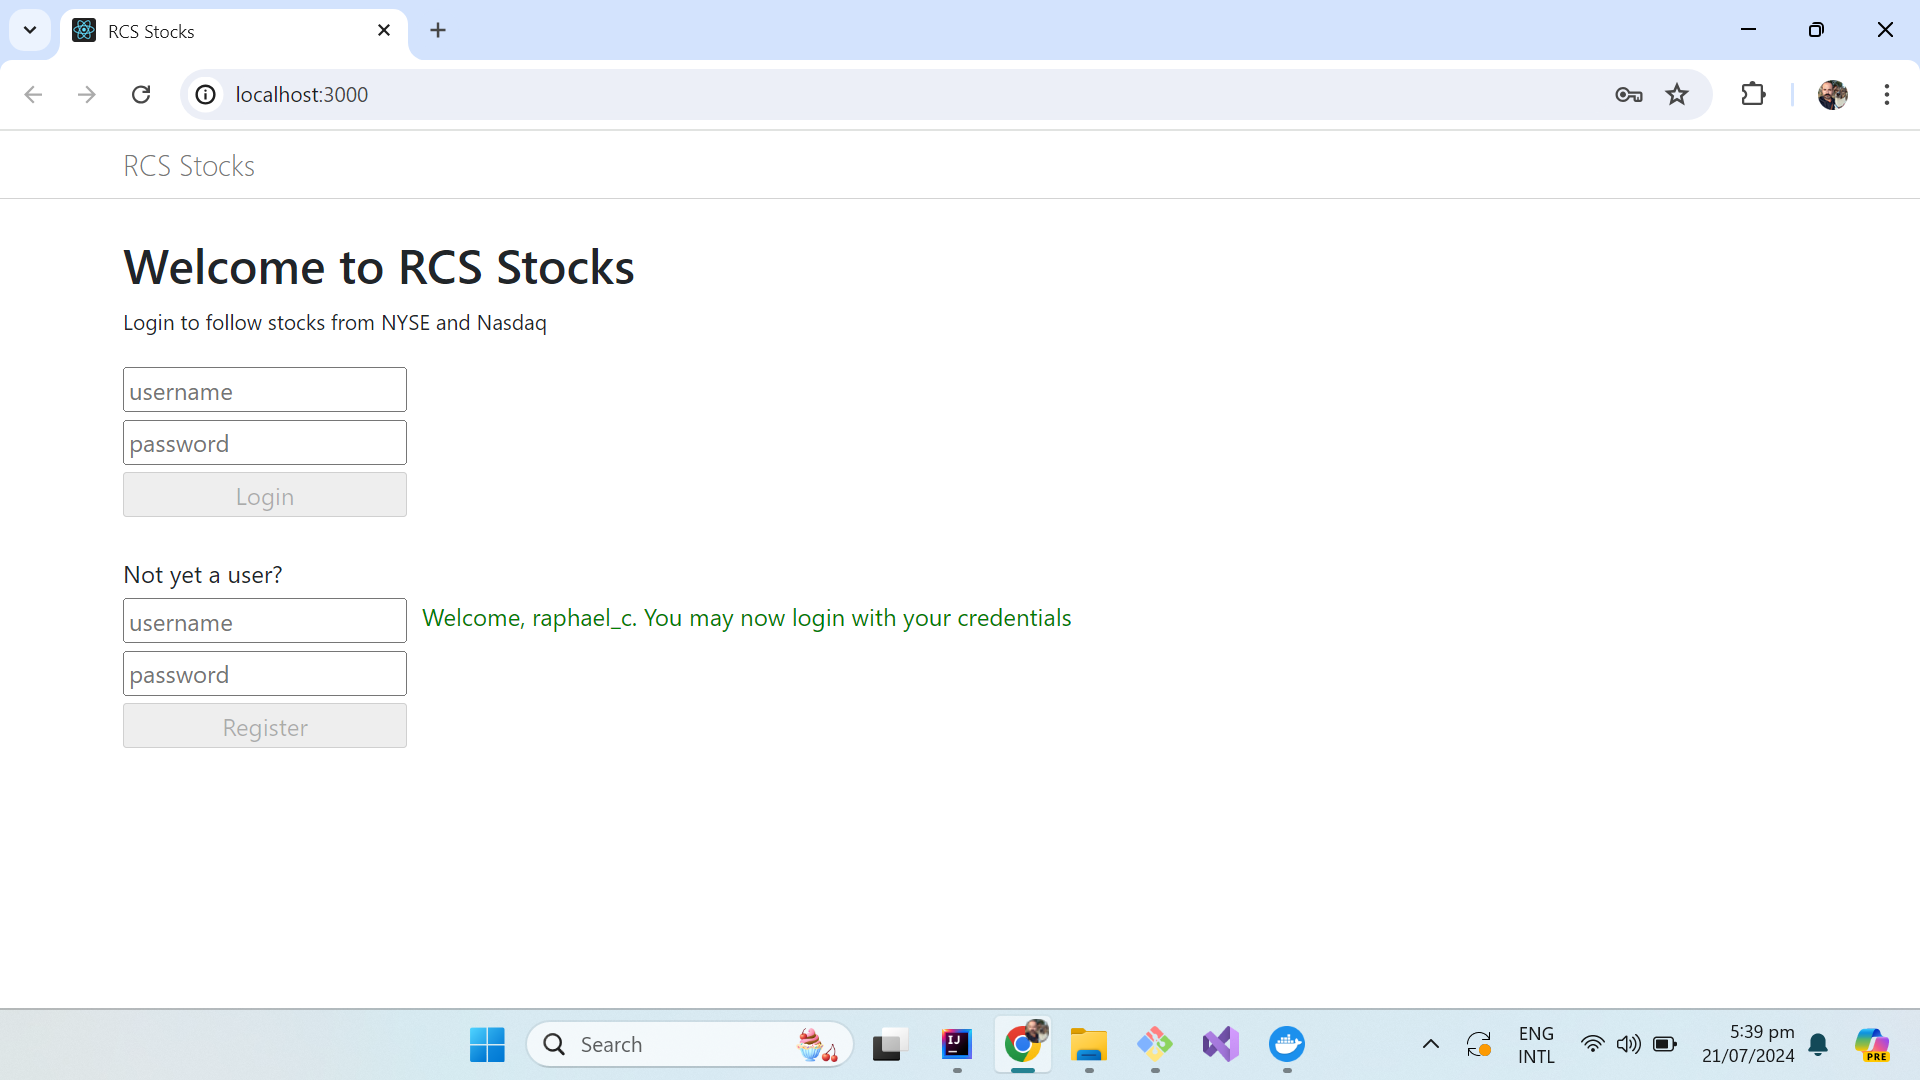 RCS Stocks
localhost:3000
RCS Stocks
Welcome to RCS Stocks
Login to follow stocks from NYSE and Nasdaq
username
password
Login
Not yet a user?
username
Welcome, raphael_c. You may now login with your credentials
password
Register
Search
IJ
ENG
INTL
5:39 pm
21/07/2024
PRE